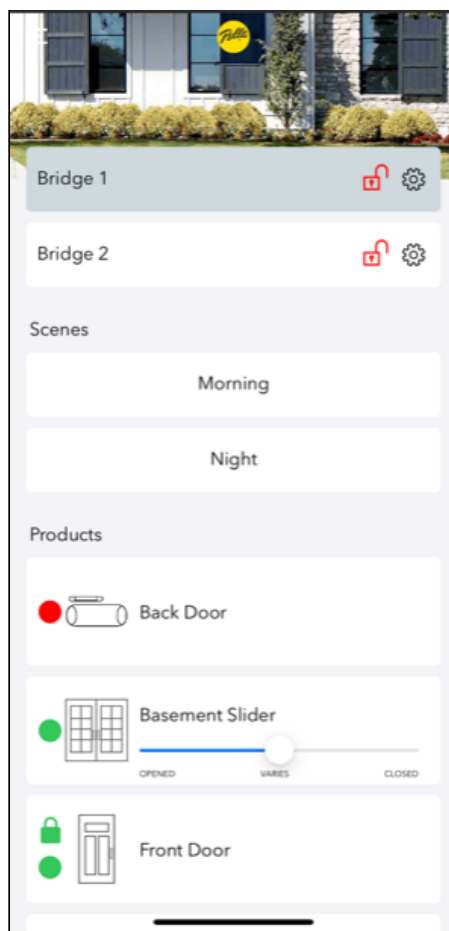 Pella
Bridge 1
Bridge 2
Scenes
Morning
Night
Products
Back Door
Basement Slider
OPENED VARIES CLOSED
Front Door